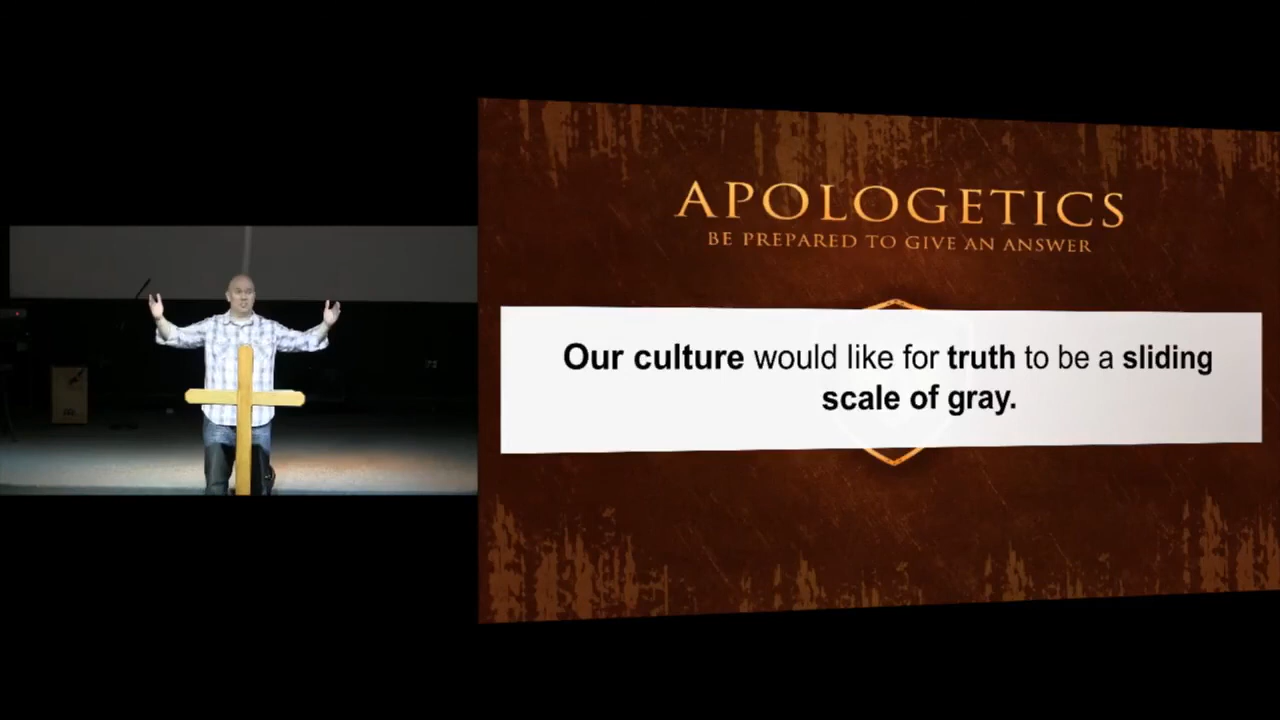 APOLOGETICS
BE PREPARED TO GIVE AN ANSWER
Our culture would like for truth to be a sliding
scale of gray.